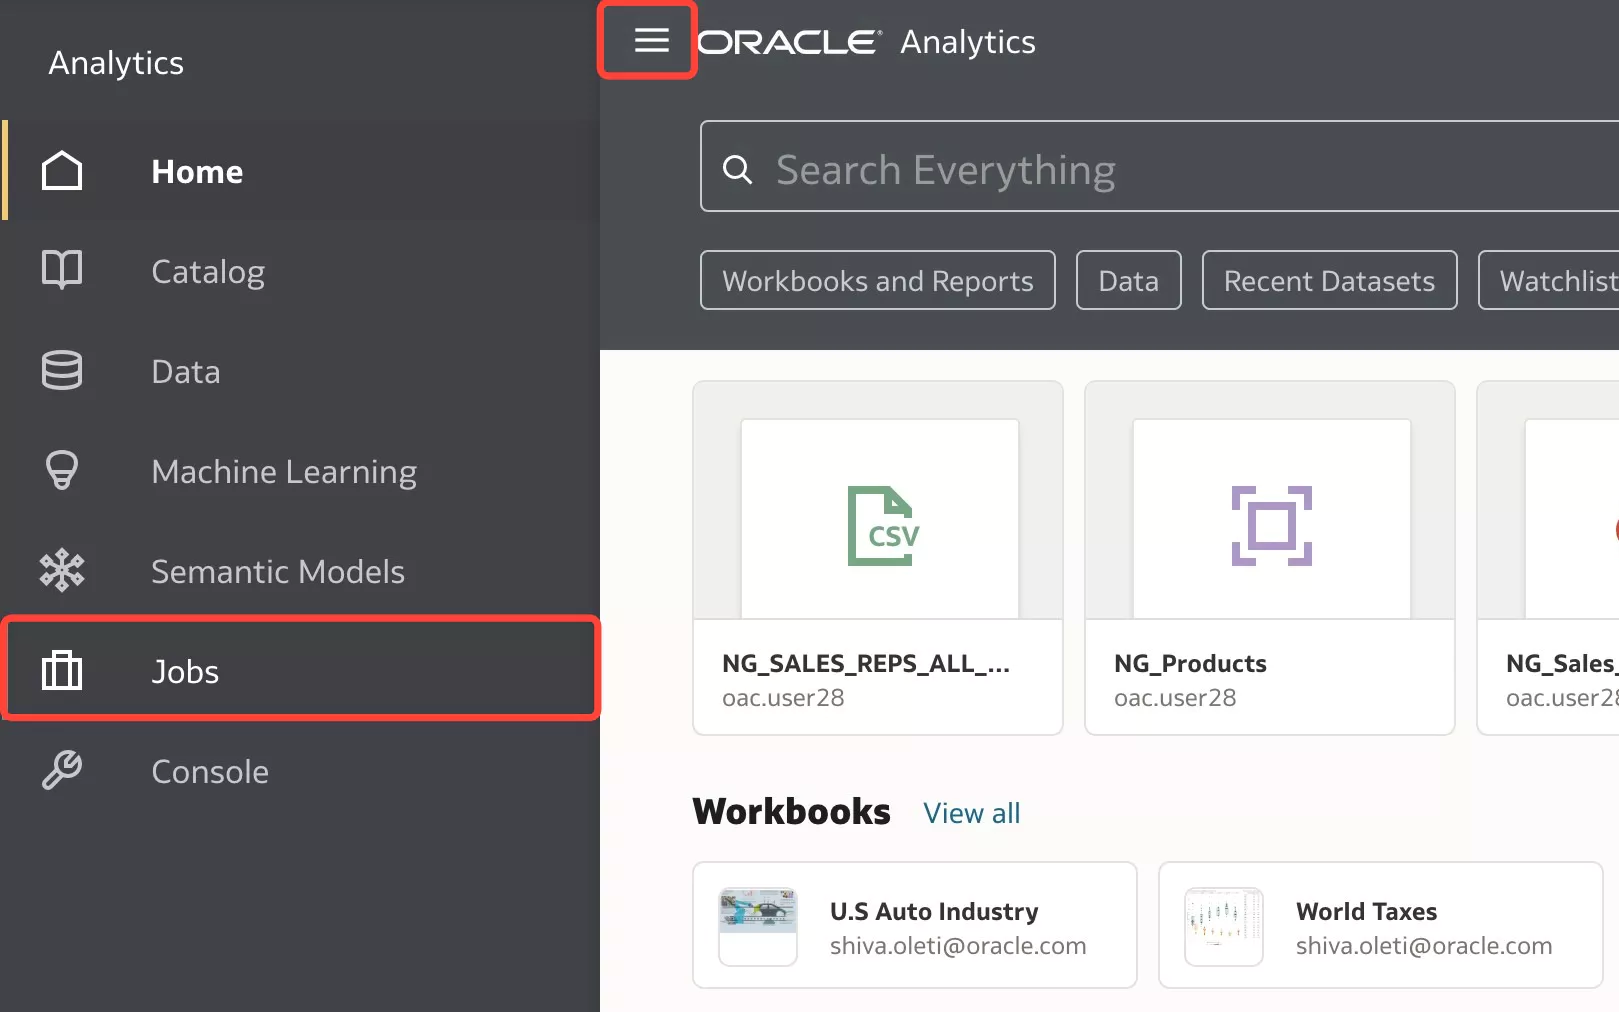 Analytics
Home
Catalog
Data
Machine Learning
Semantic Models
Jobs
Console
ORACLE® Analytics
Search Everything
Workbooks and Reports
Data
Recent Datasets
Watchlist
CSV
NG_SALES_REPS_ALL_...
oac.user28
NG_Products
oac.user28
NG_Sales_
oac.user28
Workbooks
View all
U.S Auto Industry
shiva.oleti@oracle.com
World Taxes
shiva.oleti@oracle.com